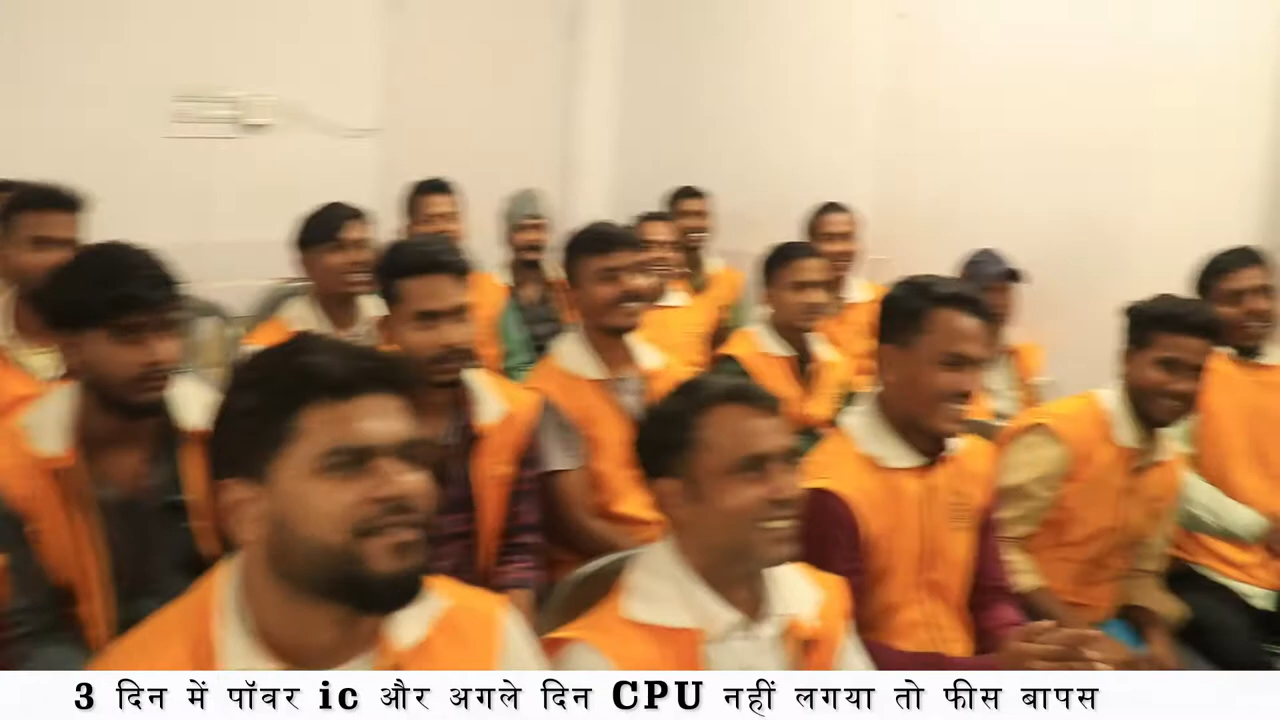 3 दिन में पॉवर ic और अगले दिन CPU नहीं लगया तो फीस बापस